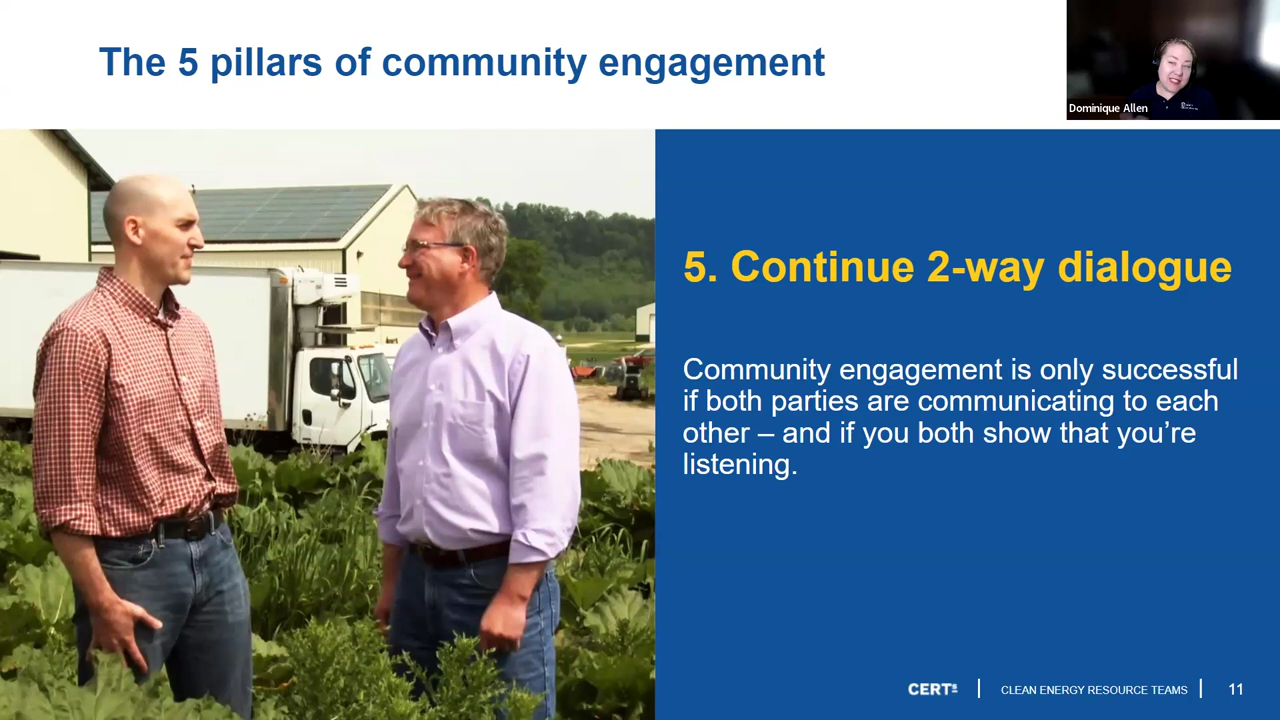 The 5 pillars of community engagement
Dominique Allen
5. Continue 2-way dialogue
Community engagement is only successful
if both parties are communicating to each
other – and if you both show that you’re
listening.
CERTs
CLEAN ENERGY RESOURCE TEAMS
11